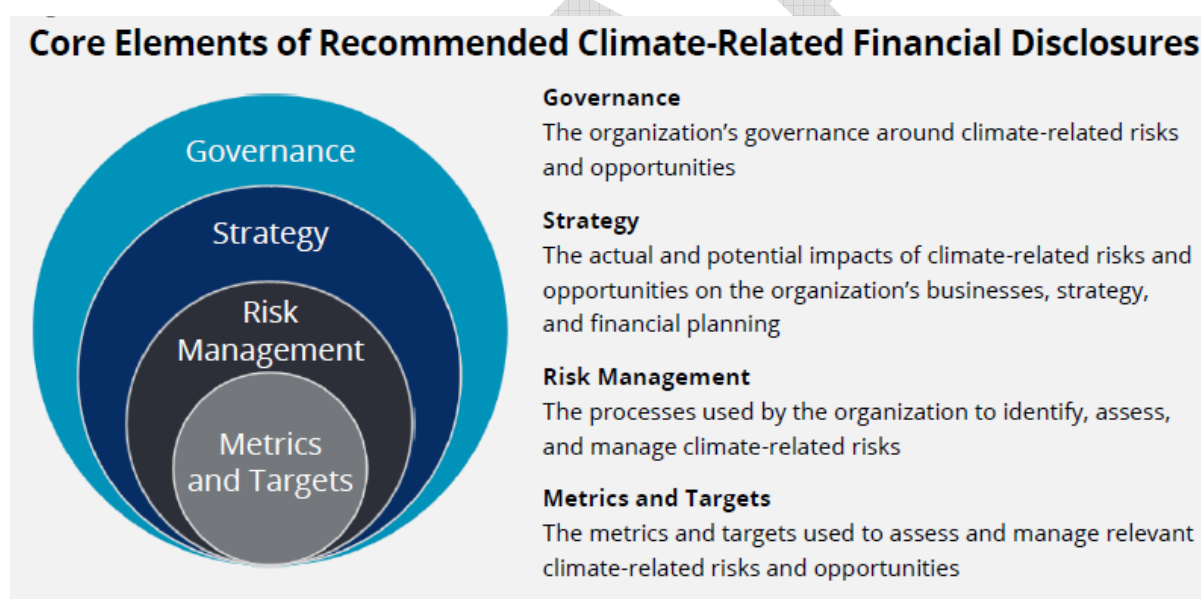 Core Elements of Recommended Climate-Related Financial Disclosures
Governance
Strategy
Risk
Management
Metrics
and Targets
Governance
The organization’s governance around climate-related risks
and opportunities
Strategy
The actual and potential impacts of climate-related risks and
opportunities on the organization’s businesses, strategy,
and financial planning
Risk Management
The processes used by the organization to identify, assess,
and manage climate-related risks
Metrics and Targets
The metrics and targets used to assess and manage relevant
climate-related risks and opportunities